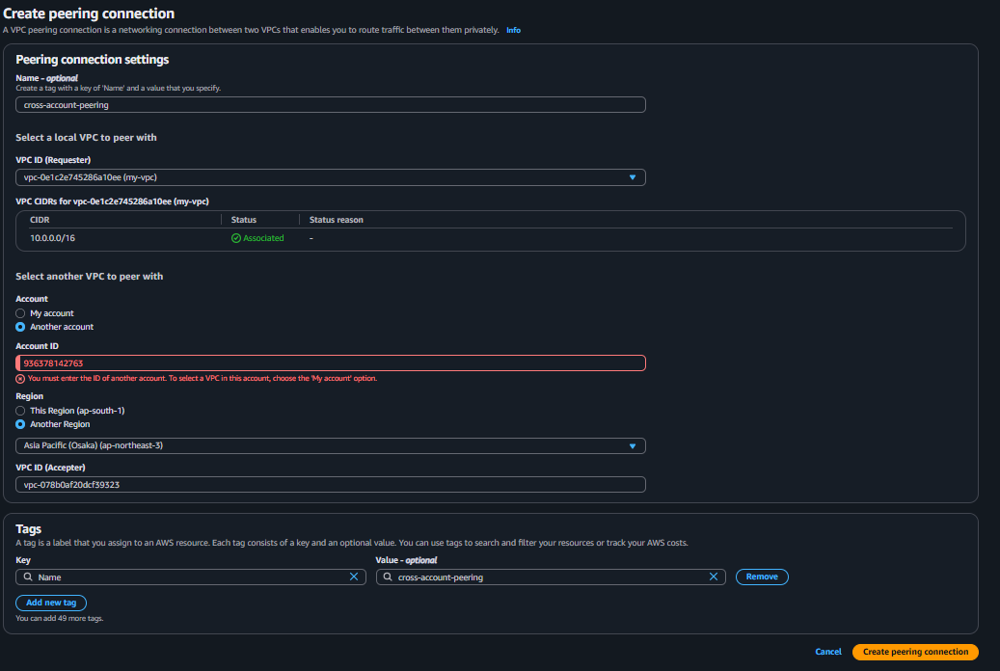 Create peering connection
A VPC peering connection is a networking connection between two VPCs that enables you to route traffic between them privately. Info
Peering connection settings
Name - optional
Create a tag with a key of 'Name' and a value that you specify.
cross-account-peering
Select a local VPC to peer with
VPC ID (Requester)
vpc-0e1c2e745286a10ee (my-vpc)
VPC CIDRs for vpc-0e1c2e745286a10ee (my-vpc)
CIDR Status Status reason
10.0.0.0/16 Associated -
Select another VPC to peer with
Account
My account
Another account
Account ID
936378142763
You must enter the ID of another account. To select a VPC in this account, choose the 'My account' option.
Region
This Region (ap-south-1)
Another Region
Asia Pacific (Osaka) (ap-northeast-3)
VPC ID (Accepter)
vpc-078b0af20dcf39323
Tags
A tag is a label that you assign to an AWS resource. Each tag consists of a key and an optional value. You can use tags to search and filter your resources or track your AWS costs.
Key Value - optional
Name cross-account-peering Remove
Add new tag
You can add 49 more tags.
Cancel Create peering connection